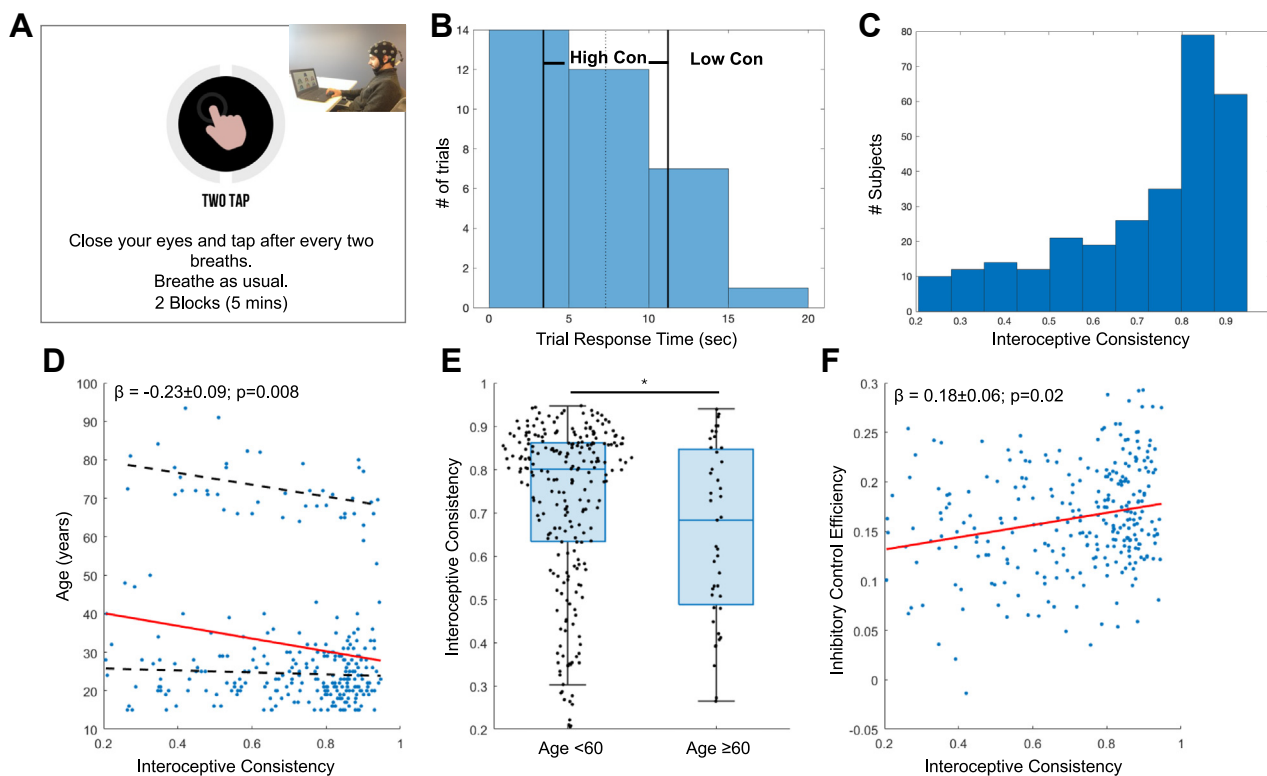 A
TWO TAP
Close your eyes and tap after every two
breaths.
Breathe as usual.
2 Blocks (5 mins)
B
14
12
10
8
6
4
2
0
# of trials
High Con
Low Con
0 5 10 15 20
Trial Response Time (sec)
C
80
70
60
50
40
30
20
10
0
# Subjects
0.2 0.3 0.4 0.5 0.6 0.7 0.8 0.9
Interoceptive Consistency
D
β = -0.23±0.09; p=0.008
100
90
80
70
60
50
40
30
20
10
Age (years)
0.2 0.4 0.6 0.8 1
Interoceptive Consistency
E
*
1
0.9
0.8
0.7
0.6
0.5
0.4
0.3
0.2
Interoceptive Consistency
Age <60 Age ≥60
F
β = 0.18±0.06; p=0.02
0.3
0.25
0.2
0.15
0.1
0.05
0
-0.05
Inhibitory Control Efficiency
0.2 0.4 0.6 0.8 1
Interoceptive Consistency